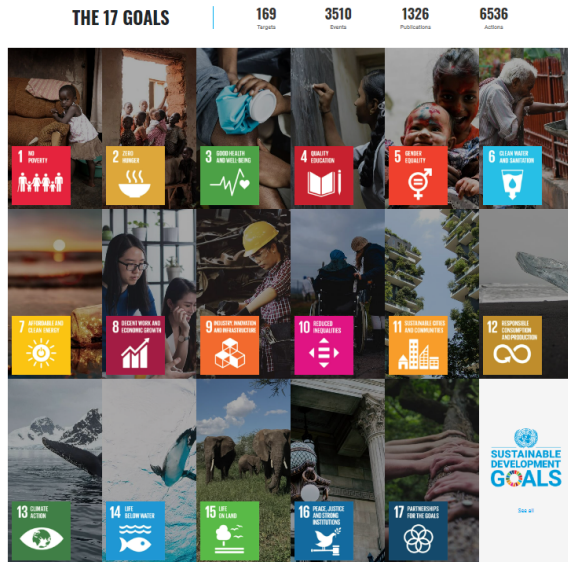 THE 17 GOALS
169
Targets
3510
Events
1326
Publications
6536
Actions
1 NO
POVERTY
2 ZERO
HUNGER
3 GOOD HEALTH
AND WELL-BEING
4 QUALITY
EDUCATION
5 GENDER
EQUALITY
6 CLEAN WATER
AND SANITATION
7 AFFORDABLE AND
CLEAN ENERGY
8 DECENT WORK AND
ECONOMIC GROWTH
9 INDUSTRY, INNOVATION
AND INFRASTRUCTURE
10 REDUCED
INEQUALITIES
11 SUSTAINABLE CITIES
AND COMMUNITIES
12 RESPONSIBLE
CONSUMPTION
AND PRODUCTION
13 CLIMATE
ACTION
14 LIFE
BELOW WATER
15 LIFE
ON LAND
16 PEACE, JUSTICE
AND STRONG
INSTITUTIONS
17 PARTNERSHIPS
FOR THE GOALS
SUSTAINABLE
DEVELOPMENT
GOALS
See all